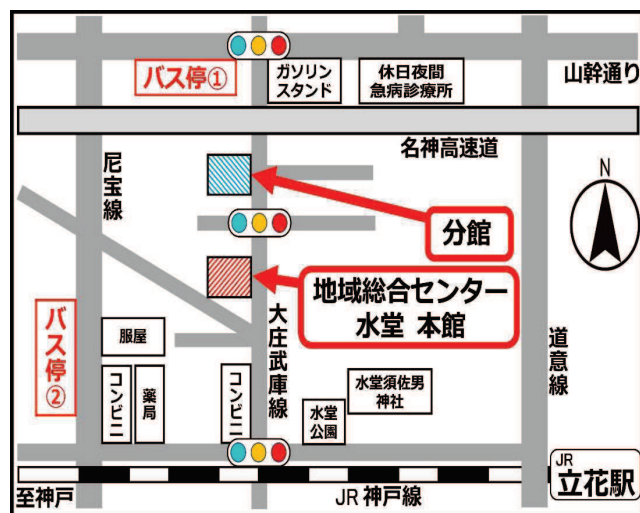 バス停①
ガソリン
スタンド
休日夜間
急病診療所
山幹通り
名神高速道
尼宝線
N
分館
地域総合センター
水堂 本館
大庄武庫線
道意線
バス停②
服屋
コンビニ
薬局
コンビニ
水堂
公園
水堂須佐男
神社
JR
立花駅
至神戸
JR 神戸線